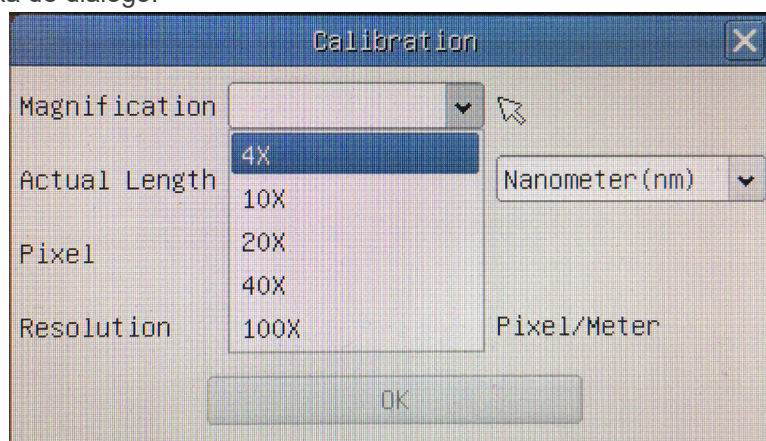 Calibration
Magnification
4X
Actual Length
Nanometer(nm)
10X
Pixel
20X
40X
Resolution
100X
Pixel/Meter
OK